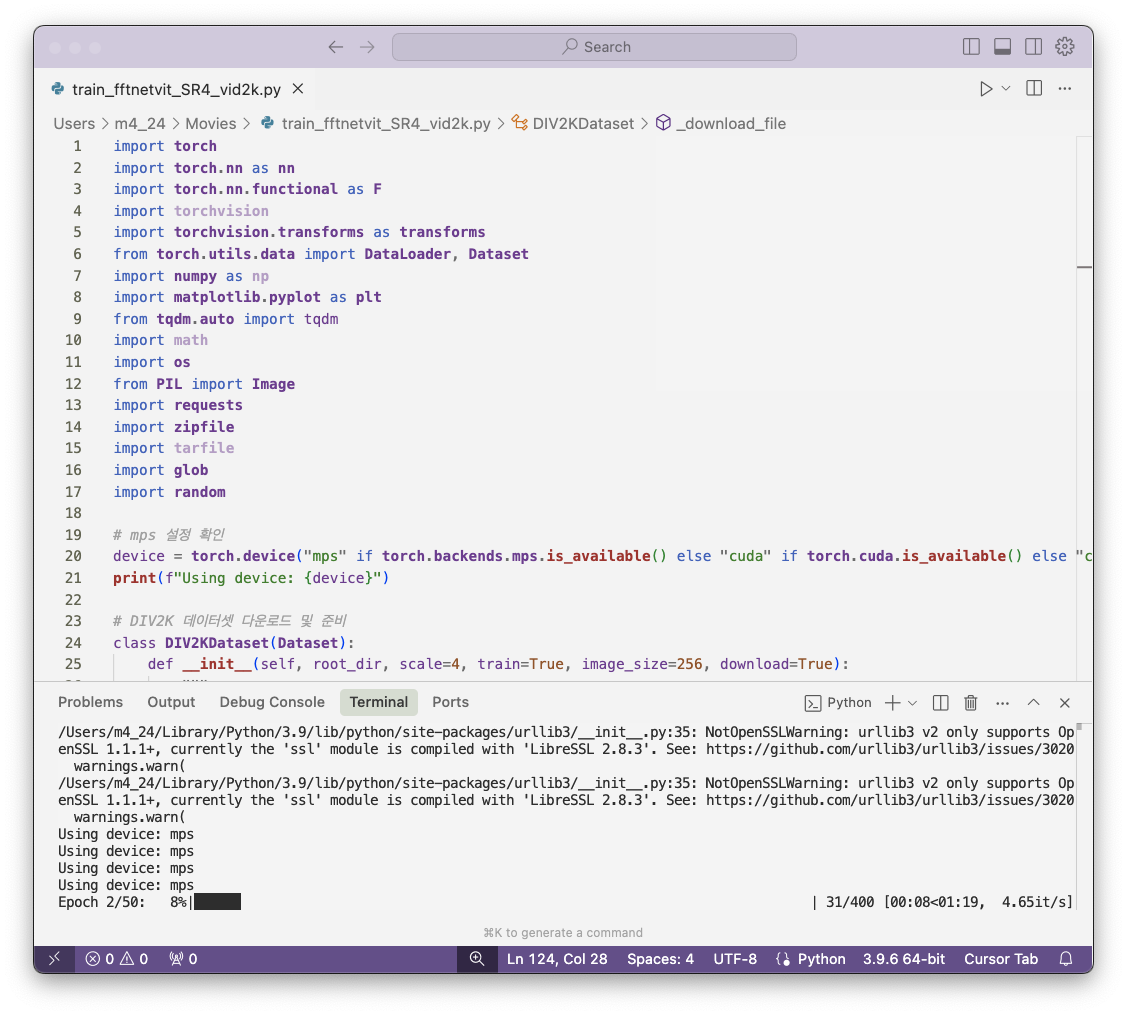 Search
train_fftnetvit_SR4_vid2k.py
Users > m4_24 > Movies > train_fftnetvit_SR4_vid2k.py > DIV2KDataset > _download_file
1 import torch
2 import torch.nn as nn
3 import torch.nn.functional as F
4 import torchvision
5 import torchvision.transforms as transforms
6 from torch.utils.data import DataLoader, Dataset
7 import numpy as np
8 import matplotlib.pyplot as plt
9 from tqdm.auto import tqdm
10 import math
11 import os
12 from PIL import Image
13 import requests
14 import zipfile
15 import tarfile
16 import glob
17 import random
18
19 # mps 설정 확인
20 device = torch.device("mps" if torch.backends.mps.is_available() else "cuda" if torch.cuda.is_available() else "c
21 print(f"Using device: {device}")
22
23 # DIV2K 데이터셋 다운로드 및 준비
24 class DIV2KDataset(Dataset):
25 def __init__(self, root_dir, scale=4, train=True, image_size=256, download=True):
Problems Output Debug Console Terminal Ports Python
/Users/m4_24/Library/Python/3.9/lib/python/site-packages/urllib3/__init__.py:35: NotOpenSSLWarning: urllib3 v2 only supports Op
enSSL 1.1.1+, currently the 'ssl' module is compiled with 'LibreSSL 2.8.3'. See: https://github.com/urllib3/urllib3/issues/3020
warnings.warn(
/Users/m4_24/Library/Python/3.9/lib/python/site-packages/urllib3/__init__.py:35: NotOpenSSLWarning: urllib3 v2 only supports Op
enSSL 1.1.1+, currently the 'ssl' module is compiled with 'LibreSSL 2.8.3'. See: https://github.com/urllib3/urllib3/issues/3020
warnings.warn(
Using device: mps
Using device: mps
Using device: mps
Using device: mps
Epoch 2/50: 8%| | 31/400 [00:08<01:19, 4.65it/s]
⌘K to generate a command
0 0 0 Ln 124, Col 28 Spaces: 4 UTF-8 Python 3.9.6 64-bit Cursor Tab